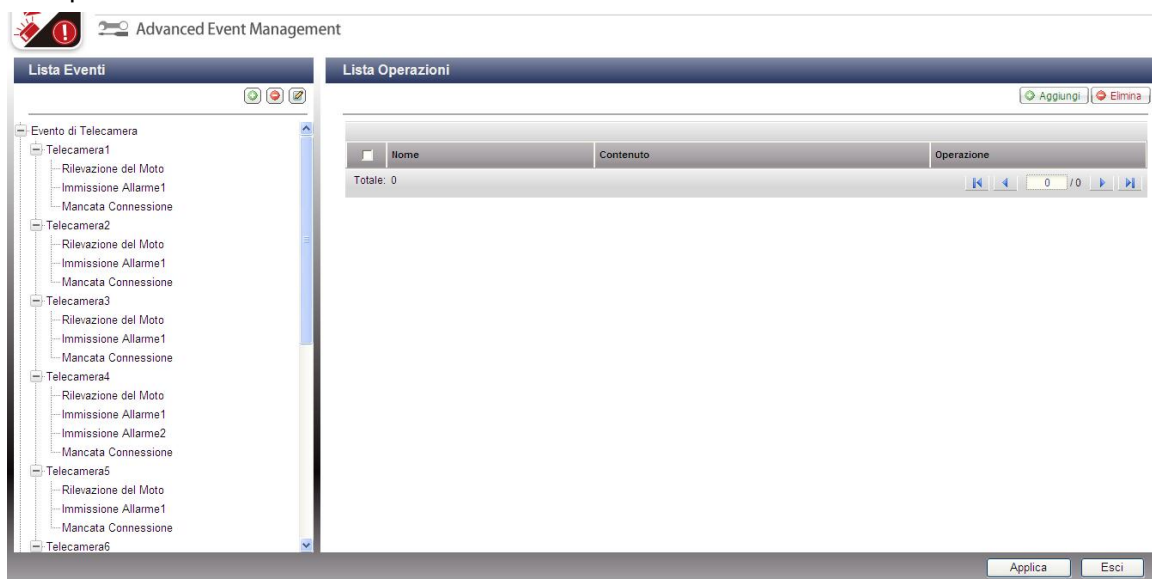 Advanced Event Management
Lista Eventi
Evento di Telecamera
Telecamera1
Rilevazione del Moto
Immissione Allarme1
Mancata Connessione
Telecamera2
Rilevazione del Moto
Immissione Allarme1
Mancata Connessione
Telecamera3
Rilevazione del Moto
Immissione Allarme1
Mancata Connessione
Telecamera4
Rilevazione del Moto
Immissione Allarme1
Immissione Allarme2
Mancata Connessione
Telecamera5
Rilevazione del Moto
Immissione Allarme1
Mancata Connessione
Telecamera6
Lista Operazioni
Aggiungi Elimina
Nome Contenuto Operazione
Totale: 0 0 / 0
Applica Esci